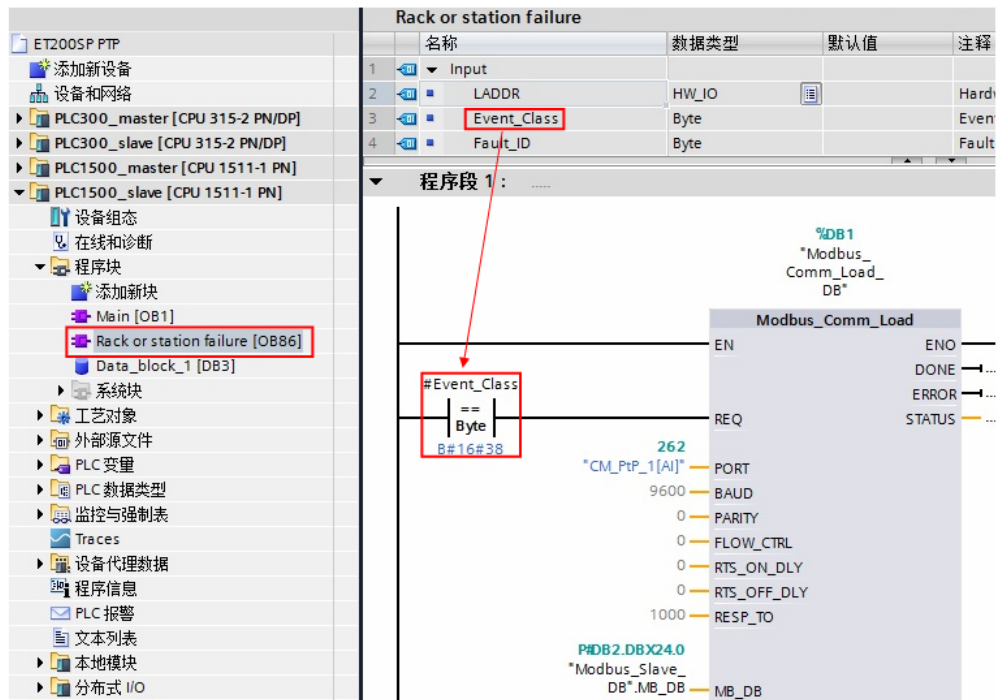 ET200SP PTP
添加新设备
设备和网络
PLC300_master [CPU 315-2 PN/DP]
PLC300_slave [CPU 315-2 PN/DP]
PLC1500_master [CPU 1511-1 PN]
PLC1500_slave [CPU 1511-1 PN]
设备组态
在线和诊断
程序块
添加新块
Main [OB1]
Rack or station failure [OB86]
Data_block_1 [DB3]
系统块
工艺对象
外部源文件
PLC 变量
PLC 数据类型
监控与强制表
Traces
设备代理数据
程序信息
PLC 报警
文本列表
本地模块
分布式 I/O
Rack or station failure
名称 数据类型 默认值 注释
1 Input
2 LADDR HW_IO Hardw
3 Event_Class Byte Event
4 Fault_ID Byte Fault
程序段 1： .....
%DB1
"Modbus_
Comm_Load_
DB"
Modbus_Comm_Load
EN ENO
DONE ...
ERROR ...
#Event_Class
==
Byte
B#16#38
REQ STATUS ...
262
"CM_PtP_1[AI]" PORT
9600 BAUD
0 PARITY
0 FLOW_CTRL
0 RTS_ON_DLY
0 RTS_OFF_DLY
1000 RESP_TO
P#DB2.DBX24.0
"Modbus_Slave_
DB".MB_DB MB_DB